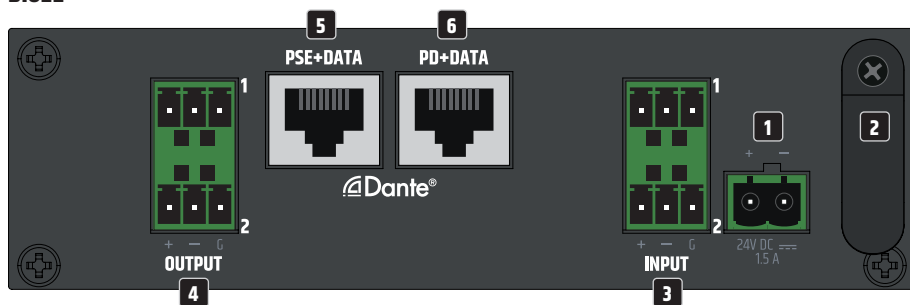 5
6
PSE+DATA
PD+DATA
1
1
1
+ −
2
Dante®
2
2
+ − G
+ − G
24V DC
1.5 A
OUTPUT
INPUT
4
3